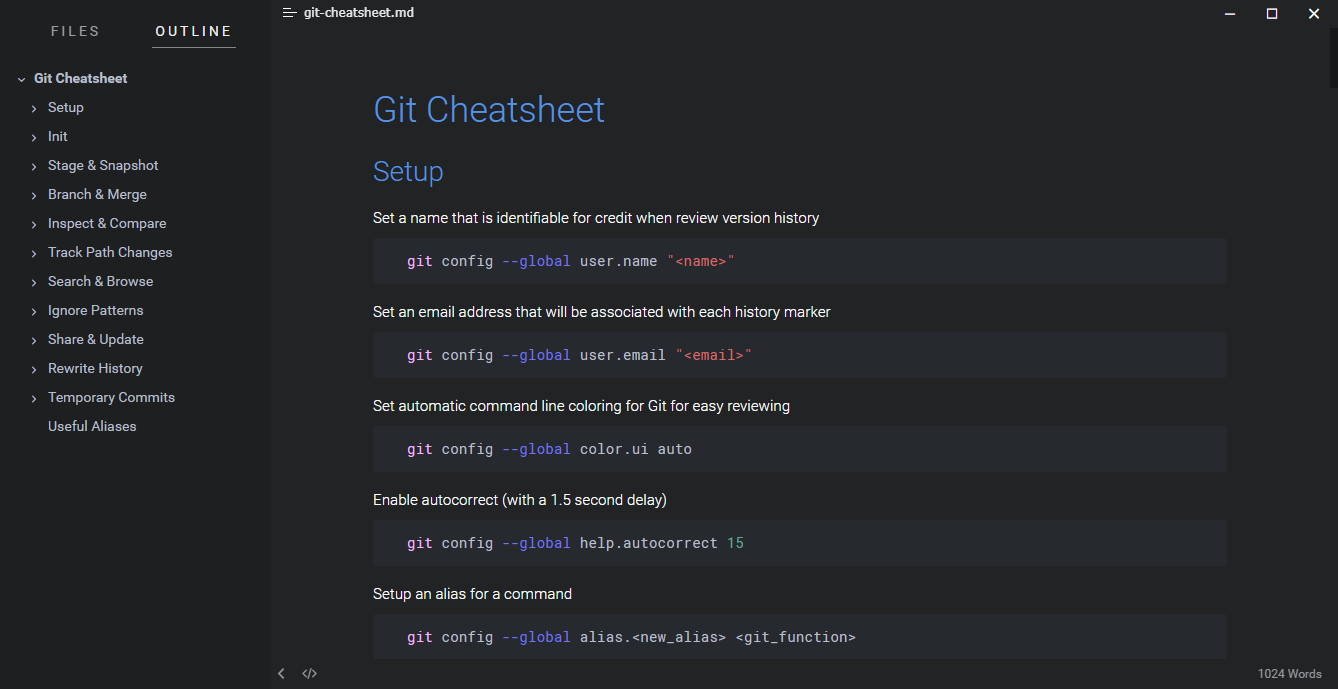 FILES
OUTLINE
Git Cheatsheet
Setup
Init
Stage & Snapshot
Branch & Merge
Inspect & Compare
Track Path Changes
Search & Browse
Ignore Patterns
Share & Update
Rewrite History
Temporary Commits
Useful Aliases
git-cheatsheet.md
Git Cheatsheet
Setup
Set a name that is identifiable for credit when review version history
git config --global user.name "<name>"
Set an email address that will be associated with each history marker
git config --global user.email "<email>"
Set automatic command line coloring for Git for easy reviewing
git config --global color.ui auto
Enable autocorrect (with a 1.5 second delay)
git config --global help.autocorrect 15
Setup an alias for a command
git config --global alias.<new_alias> <git_function>
1024 Words